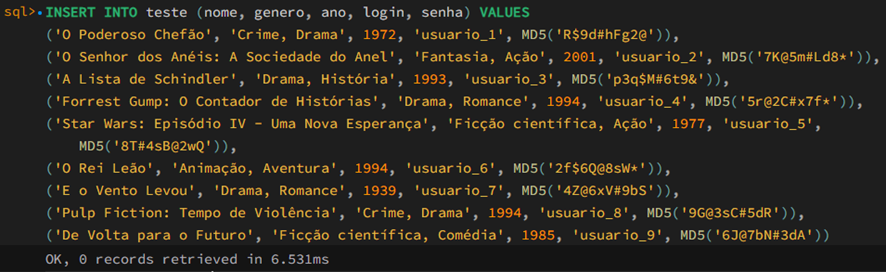 sql>•INSERT INTO teste (nome, genero, ano, login, senha) VALUES
('O Poderoso Chefão', 'Crime, Drama', 1972, 'usuario_1', MD5('R$9d#hFg2@')),
('O Senhor dos Anéis: A Sociedade do Anel', 'Fantasia, Ação', 2001, 'usuario_2', MD5('7K@5m#Ld8*')),
('A Lista de Schindler', 'Drama, História', 1993, 'usuario_3', MD5('p3q$M#6t9&')),
('Forrest Gump: O Contador de Histórias', 'Drama, Romance', 1994, 'usuario_4', MD5('5r@2C#x7f*')),
('Star Wars: Episódio IV - Uma Nova Esperança', 'Ficção científica, Ação', 1977, 'usuario_5',
MD5('8T#4sB@2wQ')),
('O Rei Leão', 'Animação, Aventura', 1994, 'usuario_6', MD5('2f$6Q@8sW*')),
('E o Vento Levou', 'Drama, Romance', 1939, 'usuario_7', MD5('4Z@6xV#9bS')),
('Pulp Fiction: Tempo de Violência', 'Crime, Drama', 1994, 'usuario_8', MD5('9G@3sC#5dR')),
('De Volta para o Futuro', 'Ficção científica, Comédia', 1985, 'usuario_9', MD5('6J@7bN#3dA'))
OK, 0 records retrieved in 6.531ms